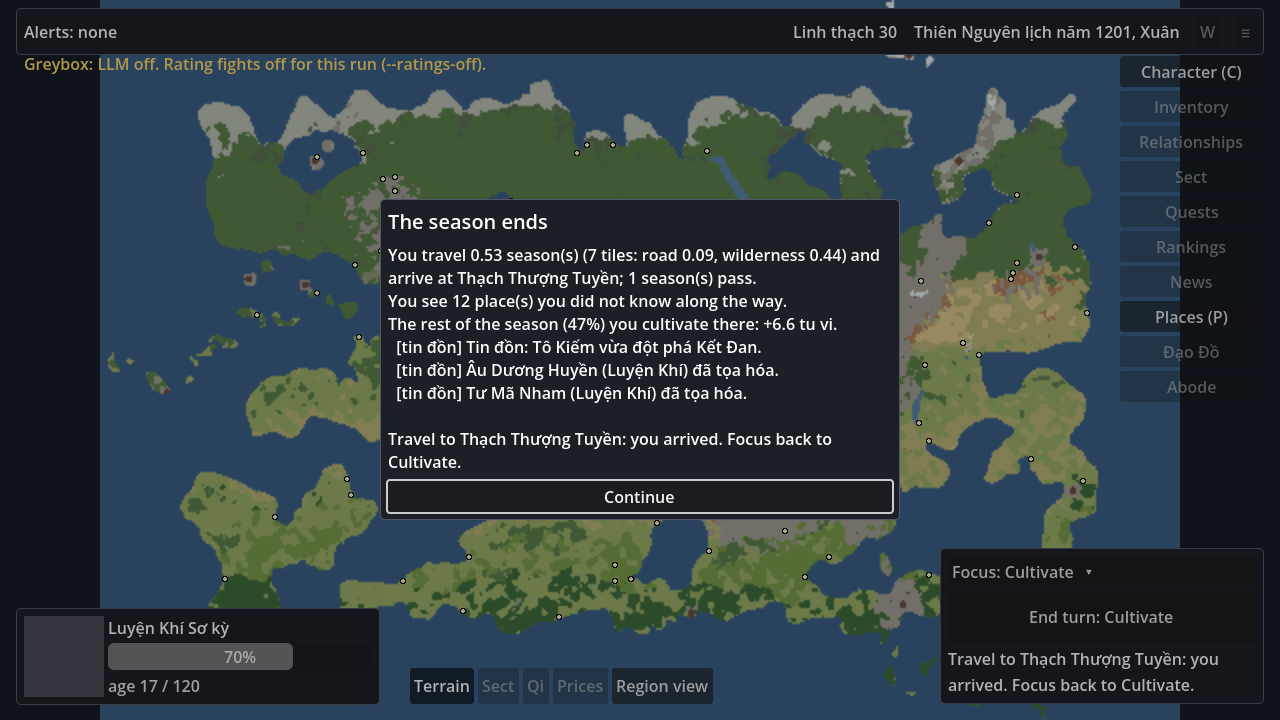 Alerts: none
Linh thạch 30 Thiên Nguyên lịch năm 1201, Xuân W ≡
Greybox: LLM off. Rating fights off for this run (--ratings-off).
Character (C)
Inventory
Relationships
Sect
Quests
Rankings
News
Places (P)
Đạo Đồ
Abode
The season ends
You travel 0.53 season(s) (7 tiles: road 0.09, wilderness 0.44) and
arrive at Thạch Thượng Tuyền; 1 season(s) pass.
You see 12 place(s) you did not know along the way.
The rest of the season (47%) you cultivate there: +6.6 tu vi.
[tin đồn] Tin đồn: Tô Kiếm vừa đột phá Kết Đan.
[tin đồn] Âu Dương Huyền (Luyện Khí) đã tọa hóa.
[tin đồn] Tư Mã Nham (Luyện Khí) đã tọa hóa.
Travel to Thạch Thượng Tuyền: you arrived. Focus back to
Cultivate.
Continue
Focus: Cultivate ▾
End turn: Cultivate
Travel to Thạch Thượng Tuyền: you
arrived. Focus back to Cultivate.
Luyện Khí Sơ kỳ
70%
age 17 / 120
Terrain Sect Qi Prices Region view